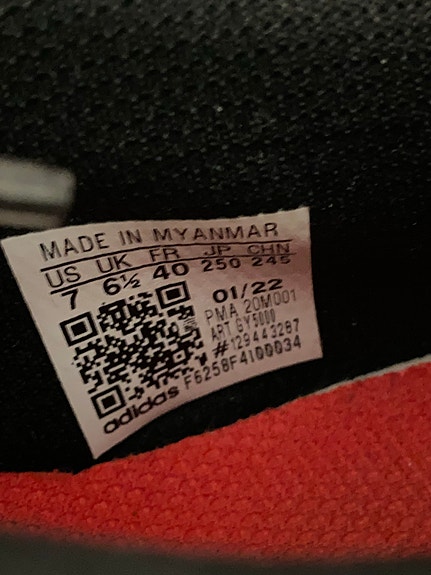 MADE IN MYANMAR
US UK FR JP CHN
7 6½ 40 250 245
01/22
PMA 20M001
ART GY5000
#129443287
F6258F4I00034
adidas